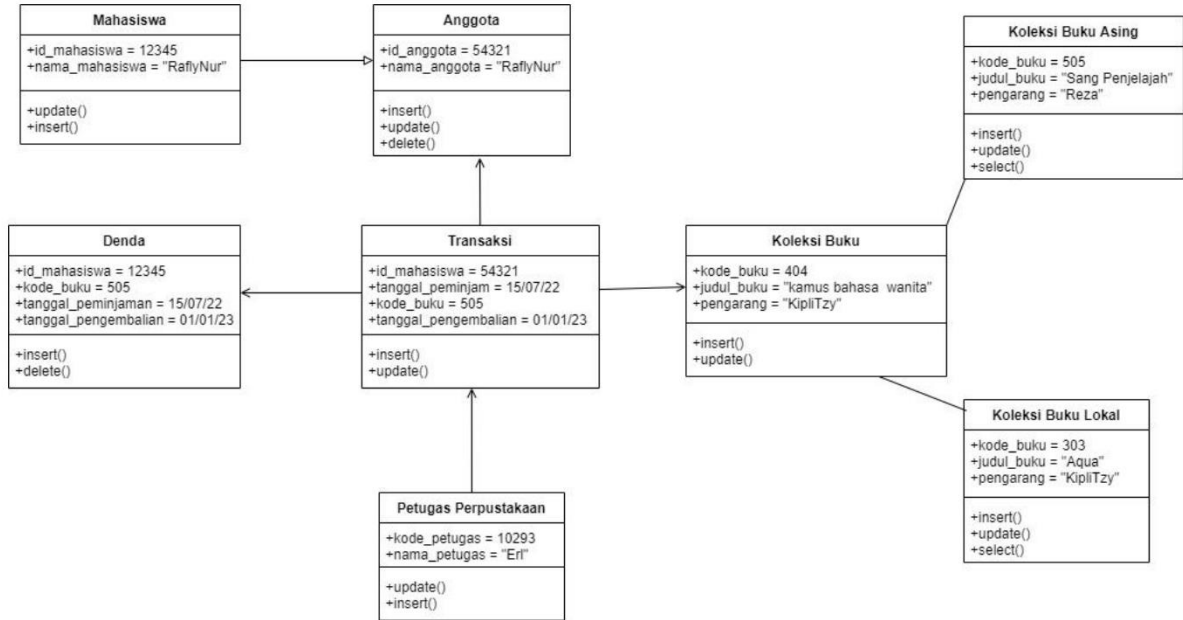 Mahasiswa
+id_mahasiswa = 12345
+nama_mahasiswa = "RaflyNur"
+update()
+insert()
Anggota
+id_anggota = 54321
+nama_anggota = "RaflyNur"
+insert()
+update()
+delete()
Koleksi Buku Asing
+kode_buku = 505
+judul_buku = "Sang Penjelajah"
+pengarang = "Reza"
+insert()
+update()
+select()
Denda
+id_mahasiswa = 12345
+kode_buku = 505
+tanggal_peminjaman = 15/07/22
+tanggal_pengembalian = 01/01/23
+insert()
+delete()
Transaksi
+id_mahasiswa = 54321
+tanggal_peminjam = 15/07/22
+kode_buku = 505
+tanggal_pengembalian = 01/01/23
+insert()
+update()
Koleksi Buku
+kode_buku = 404
+judul_buku = "kamus bahasa wanita"
+pengarang = "KipliTzy"
+insert()
+update()
Koleksi Buku Lokal
+kode_buku = 303
+judul_buku = "Aqua"
+pengarang = "KipliTzy"
+insert()
+update()
+select()
Petugas Perpustakaan
+kode_petugas = 10293
+nama_petugas = "Erl"
+update()
+insert()